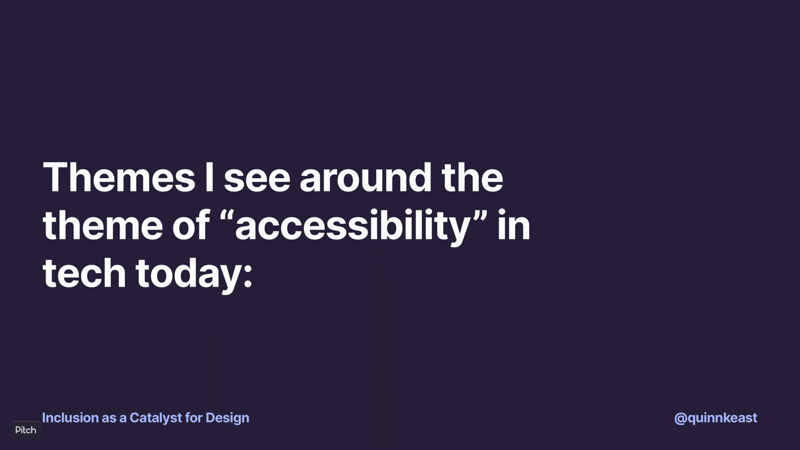 Themes I see around the
theme of “accessibility” in
tech today:
Inclusion as a Catalyst for Design
@quinnkeast
Pitch